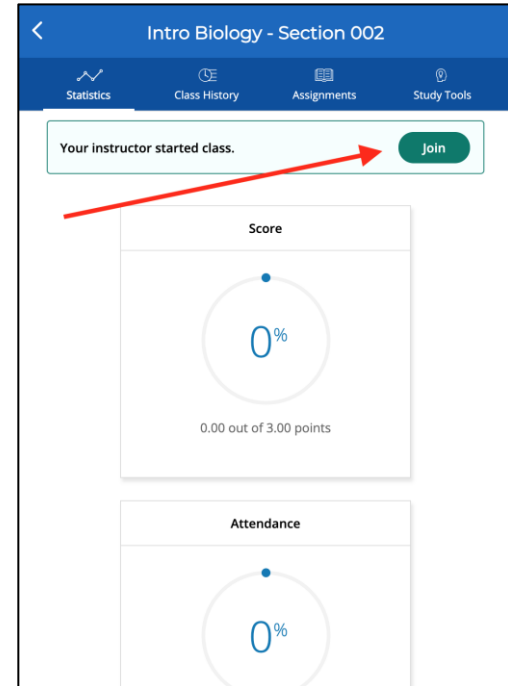 Intro Biology - Section 002
Statistics Class History Assignments Study Tools
Your instructor started class. Join
Score
0%
0.00 out of 3.00 points
Attendance
0%